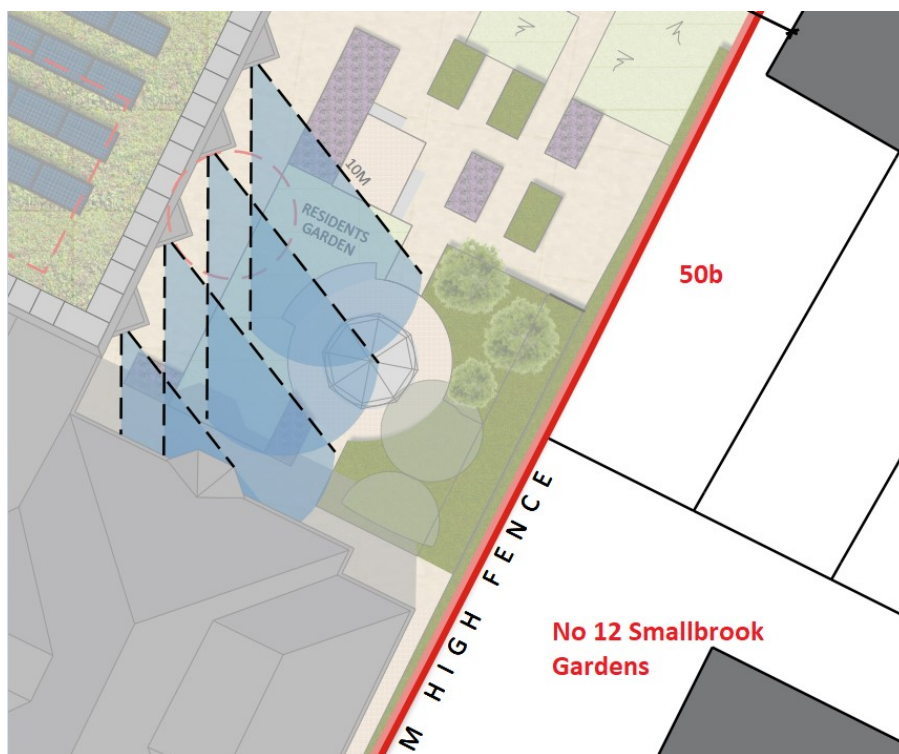 10M
RESIDENTS
GARDEN
50b
M HIGH FENCE
No 12 Smallbrook
Gardens